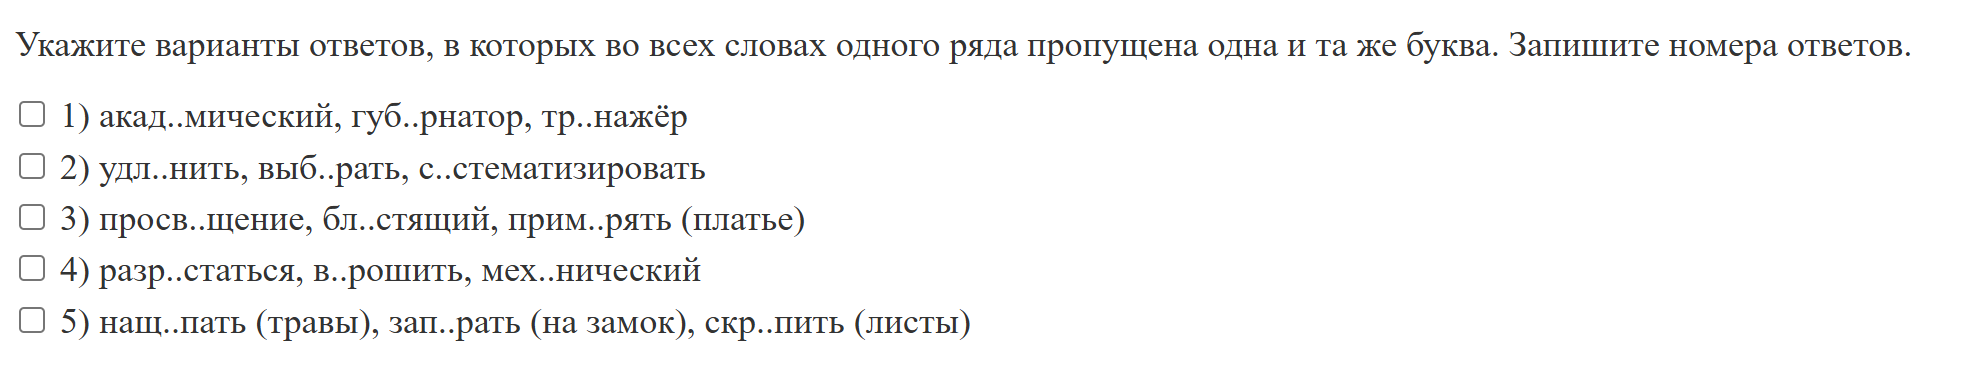 Укажите варианты ответов, в которых во всех словах одного ряда пропущена одна и та же буква. Запишите номера ответов.
1) акад..мический, губ..рнатор, тр..нажёр
2) удл..нить, выб..рать, с..стематизировать
3) просв..щение, бл..стящий, прим..рять (платье)
4) разр..статься, в..рошить, мех..нический
5) нащ..пать (травы), зап..рать (на замок), скр..пить (листы)